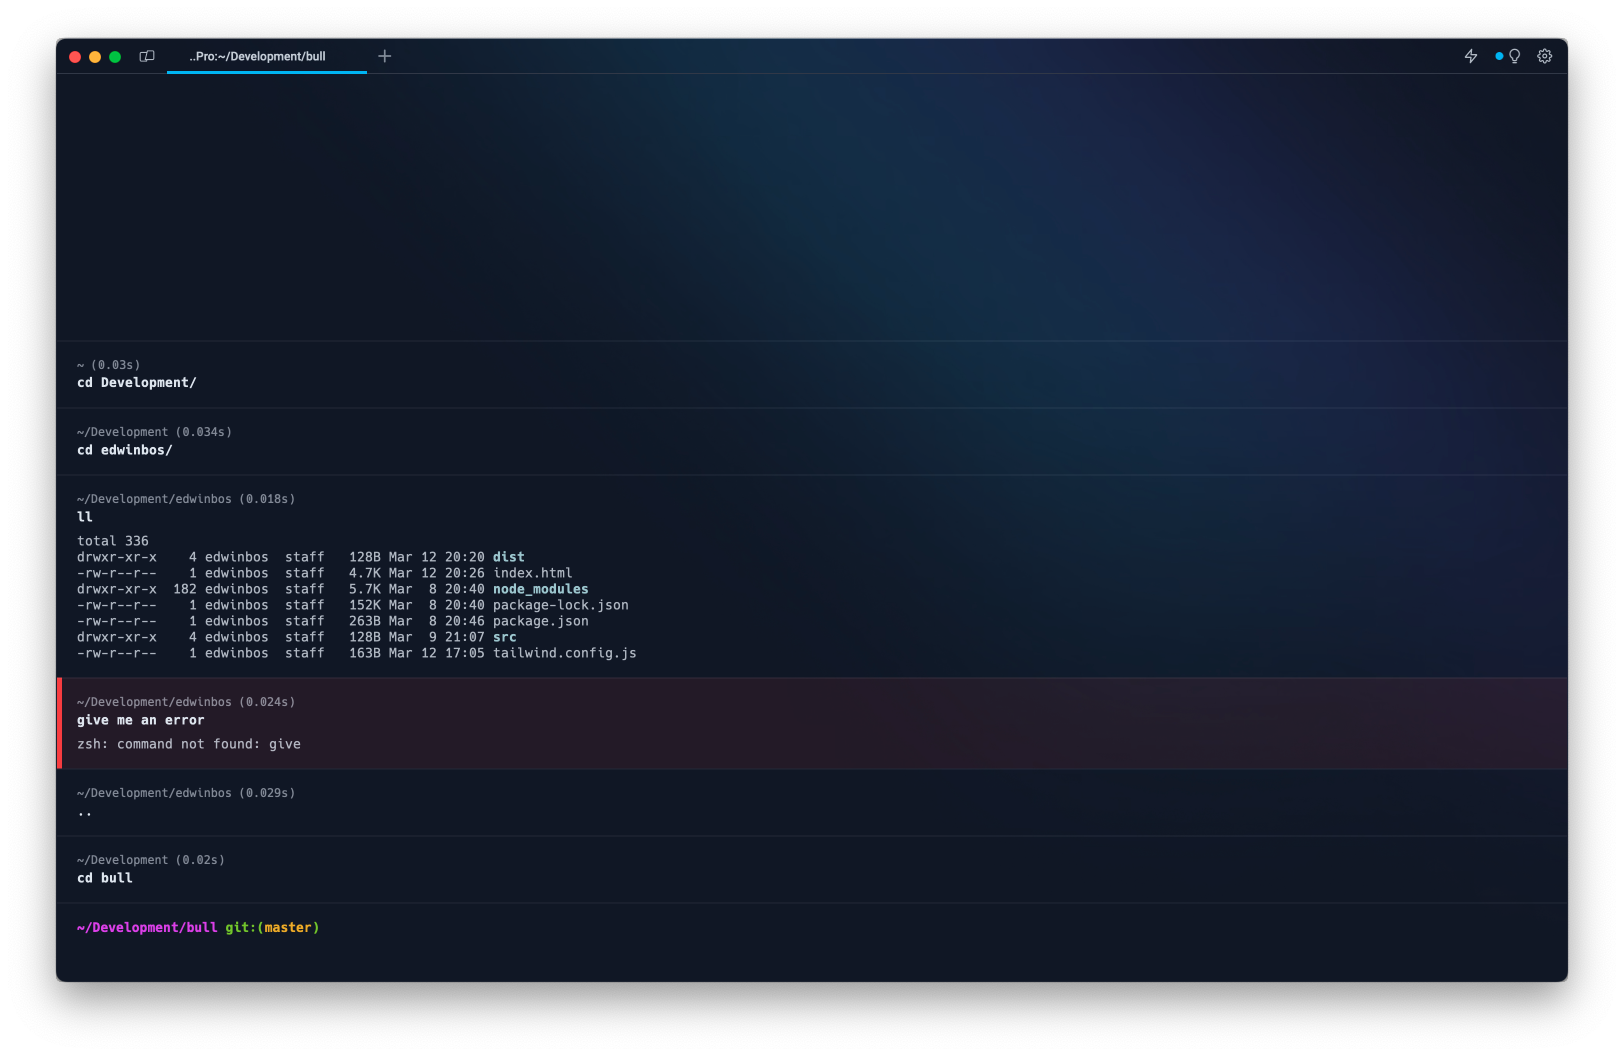 ..Pro:~/Development/bull
~ (0.03s)
cd Development/
~/Development (0.034s)
cd edwinbos/
~/Development/edwinbos (0.018s)
ll
total 336
drwxr-xr-x    4 edwinbos  staff   128B Mar 12 20:20 dist
-rw-r--r--    1 edwinbos  staff   4.7K Mar 12 20:26 index.html
drwxr-xr-x  182 edwinbos  staff   5.7K Mar  8 20:40 node_modules
-rw-r--r--    1 edwinbos  staff   152K Mar  8 20:40 package-lock.json
-rw-r--r--    1 edwinbos  staff   263B Mar  8 20:46 package.json
drwxr-xr-x    4 edwinbos  staff   128B Mar  9 21:07 src
-rw-r--r--    1 edwinbos  staff   163B Mar 12 17:05 tailwind.config.js
~/Development/edwinbos (0.024s)
give me an error
zsh: command not found: give
~/Development/edwinbos (0.029s)
..
~/Development (0.02s)
cd bull
~/Development/bull git:(master)